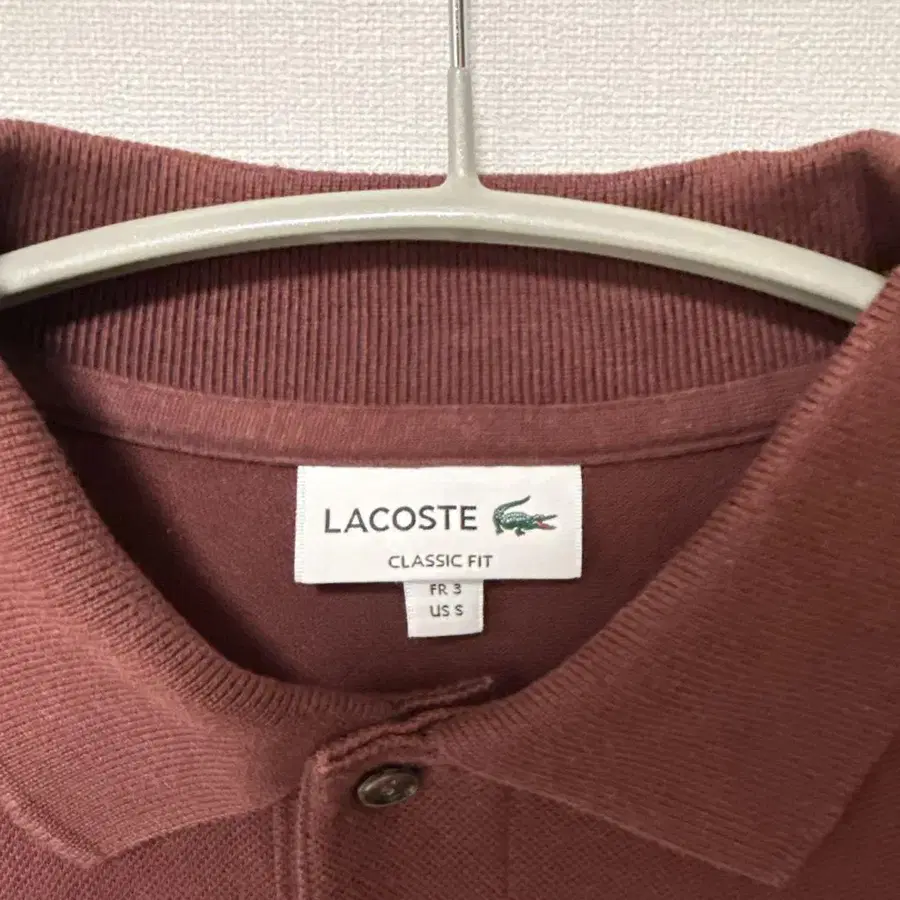 LACOSTE
CLASSIC FIT
FR 3
US S